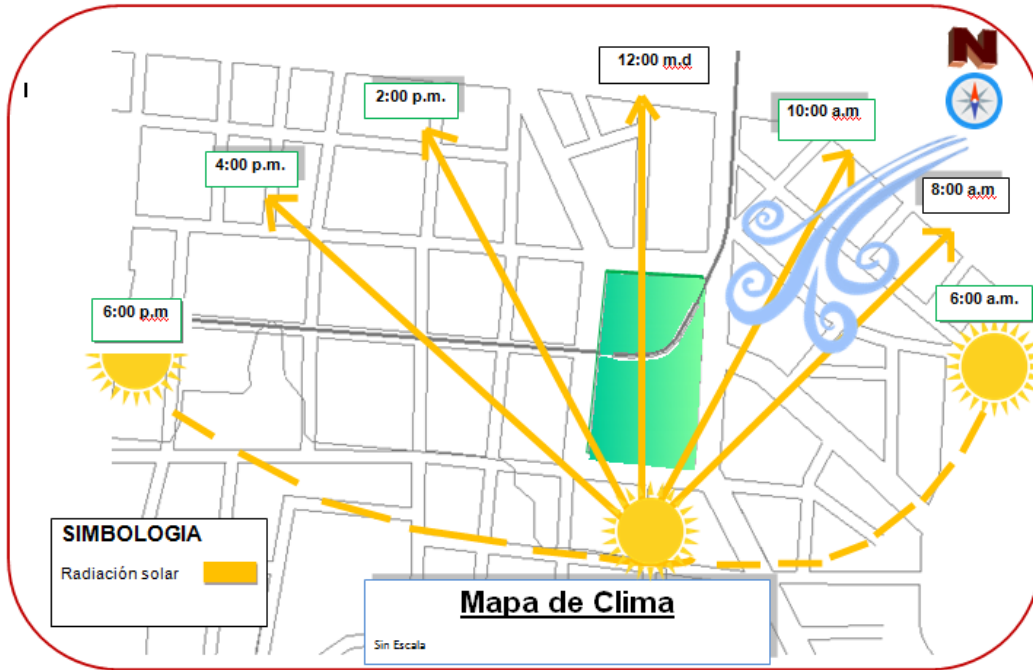 N
I
12:00 m.d
2:00 p.m.
10:00 a.m
4:00 p.m.
8:00 a.m
6:00 p.m
6:00 a.m.
SIMBOLOGIA
Radiación solar
Mapa de Clima
Sin Escala